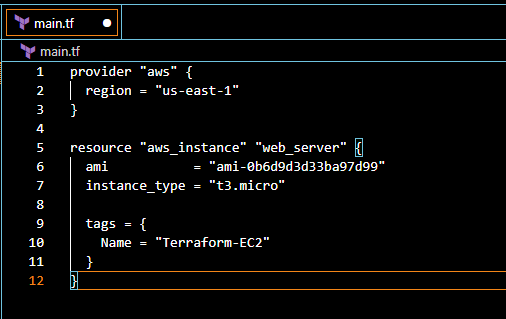 main.tf
main.tf
1 provider "aws" {
2 region = "us-east-1"
3 }
4
5 resource "aws_instance" "web_server" {
6 ami = "ami-0b6d9d3d33ba97d99"
7 instance_type = "t3.micro"
8
9 tags = {
10 Name = "Terraform-EC2"
11 }
12 }